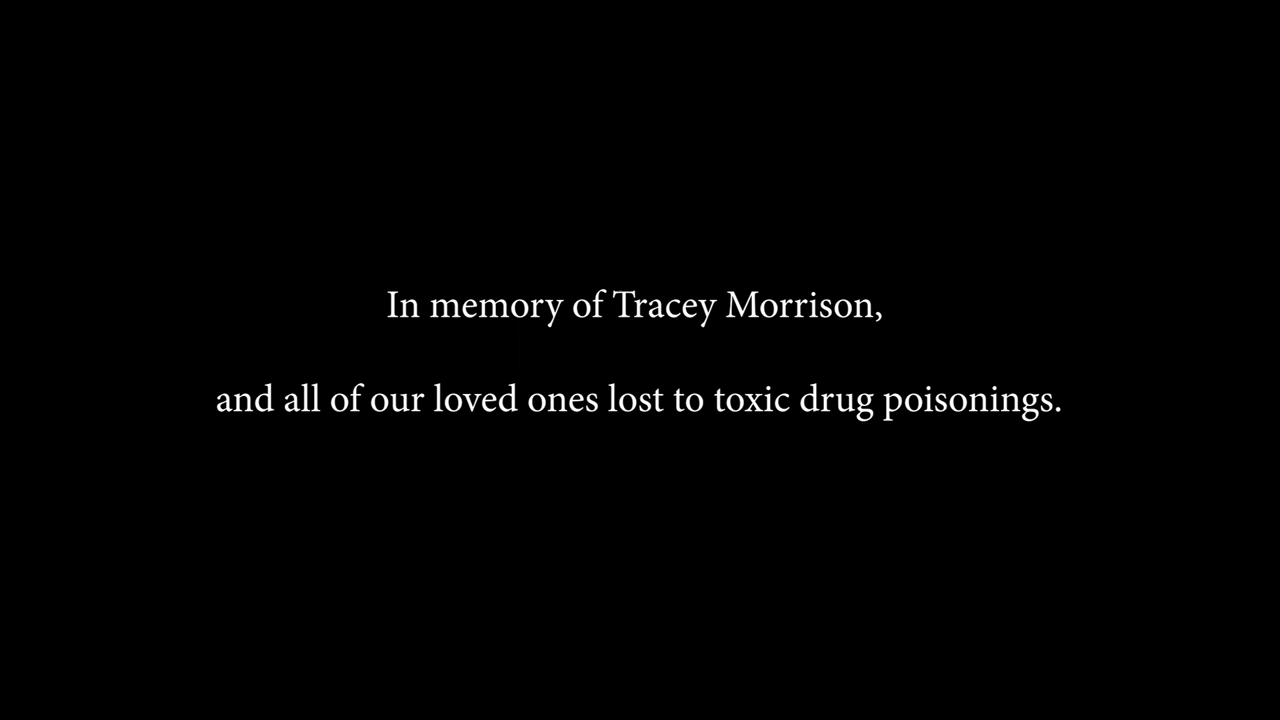 In memory of Tracey Morrison,
and all of our loved ones lost to toxic drug poisonings.